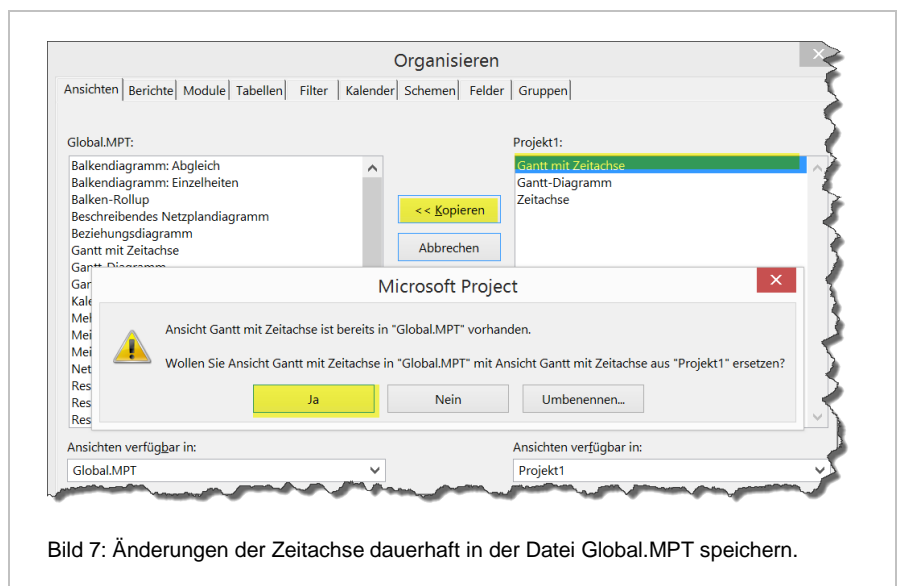 Organisieren
Ansichten Berichte Module Tabellen Filter Kalender Schemen Felder Gruppen
Global.MPT: Projekt1:
Balkendiagramm: Abgleich Gantt mit Zeitachse
Balkendiagramm: Einzelheiten Gantt-Diagramm
Balken-Rollup Zeitachse
Beschreibendes Netzplandiagramm << Kopieren
Beziehungsdiagramm
Gantt mit Zeitachse Abbrechen
Gantt-Diagramm
Microsoft Project
Ansicht Gantt mit Zeitachse ist bereits in "Global.MPT" vorhanden.
Wollen Sie Ansicht Gantt mit Zeitachse in "Global.MPT" mit Ansicht Gantt mit Zeitachse aus "Projekt1" ersetzen?
Ja Nein Umbenennen...
Ansichten verfügbar in: Ansichten verfügbar in:
Global.MPT Projekt1
Bild 7: Änderungen der Zeitachse dauerhaft in der Datei Global.MPT speichern.